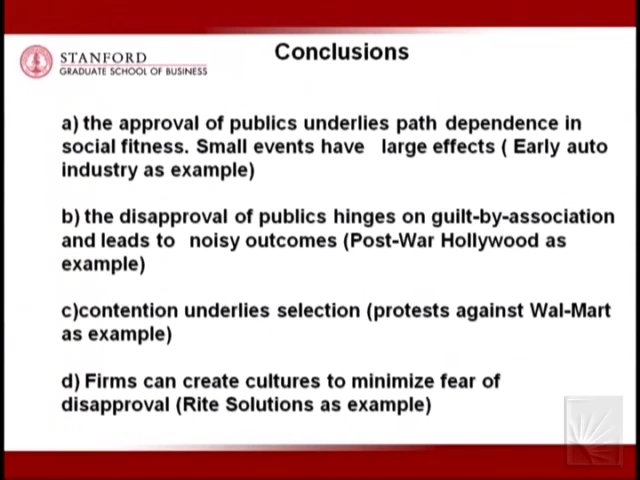 Conclusions
STANFORD
GRADUATE SCHOOL OF BUSINESS
a) the approval of publics underlies path dependence in
social fitness. Small events have large effects ( Early auto
industry as example)
b) the disapproval of publics hinges on guilt-by-association
and leads to noisy outcomes (Post-War Hollywood as
example)
c)contention underlies selection (protests against Wal-Mart
as example)
d) Firms can create cultures to minimize fear of
disapproval (Rite Solutions as example)